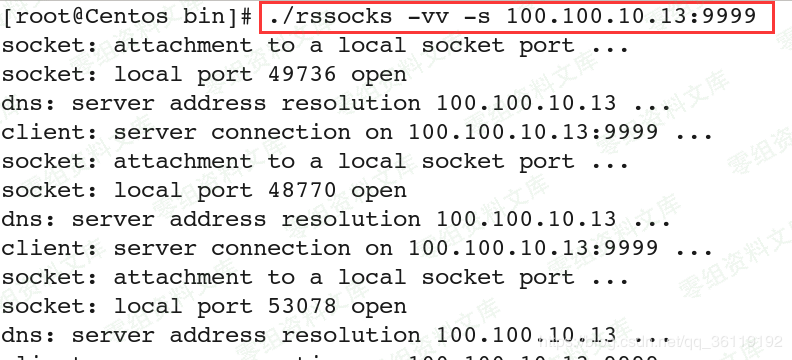 [root@Centos bin]# ./rssocks -vv -s 100.100.10.13:9999
socket: attachment to a local socket port ...
socket: local port 49736 open
dns: server address resolution 100.100.10.13 ...
client: server connection on 100.100.10.13:9999 ...
socket: attachment to a local socket port ...
socket: local port 48770 open
dns: server address resolution 100.100.10.13 ...
client: server connection on 100.100.10.13:9999 ...
socket: attachment to a local socket port ...
socket: local port 53078 open
dns: server address resolution 100.100.10.13 ...
https://blog.csdn.net/qq_36119192
零组资料文库